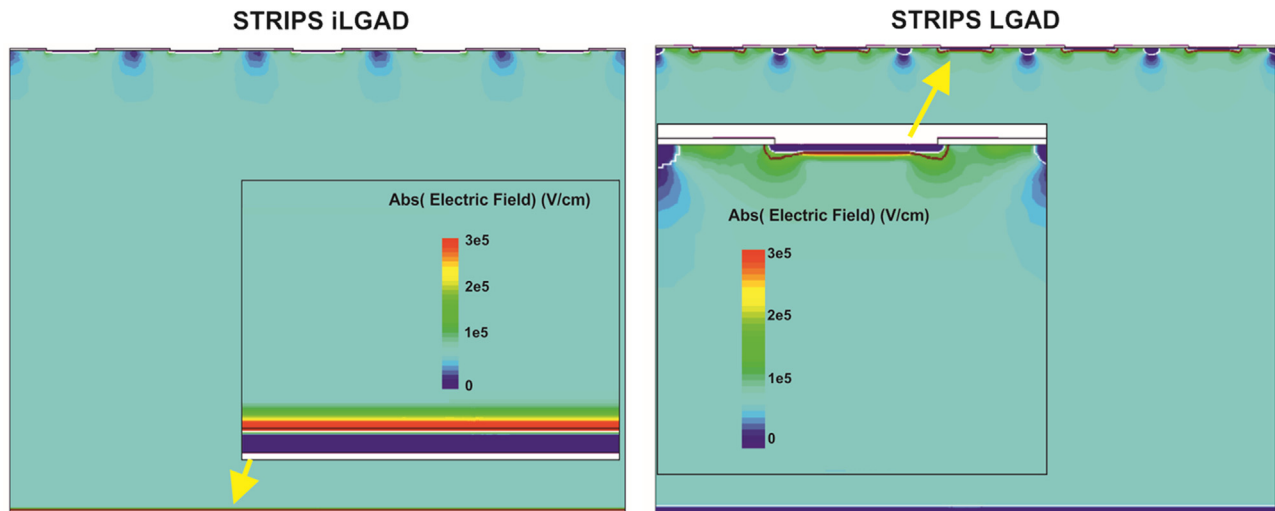 STRIPS iLGAD
Abs( Electric Field) (V/cm)
3e5
2e5
1e5
0
STRIPS LGAD
Abs( Electric Field) (V/cm)
3e5
2e5
1e5
0